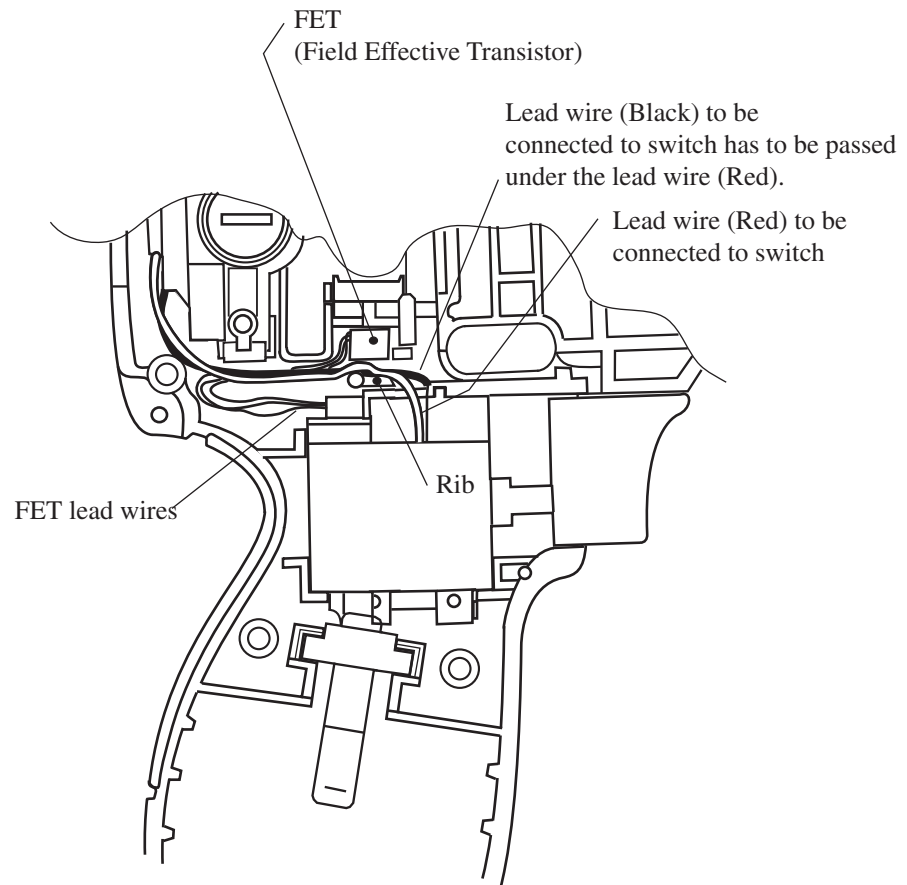 FET
(Field Effective Transistor)
Lead wire (Black) to be
connected to switch has to be passed
under the lead wire (Red).
Lead wire (Red) to be
connected to switch
Rib
FET lead wires